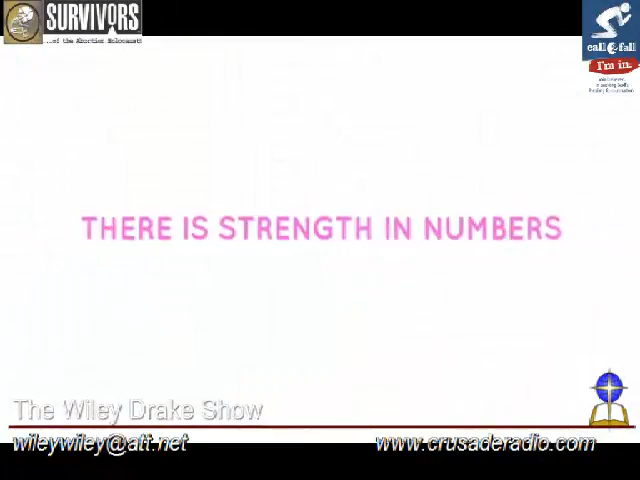 SURVIVORS
...of the Abortion Holocaust
call 2 fall
I'm in.
THERE IS STRENGTH IN NUMBERS
The Wiley Drake Show
wileywiley@att.net
www.crusaderadio.com